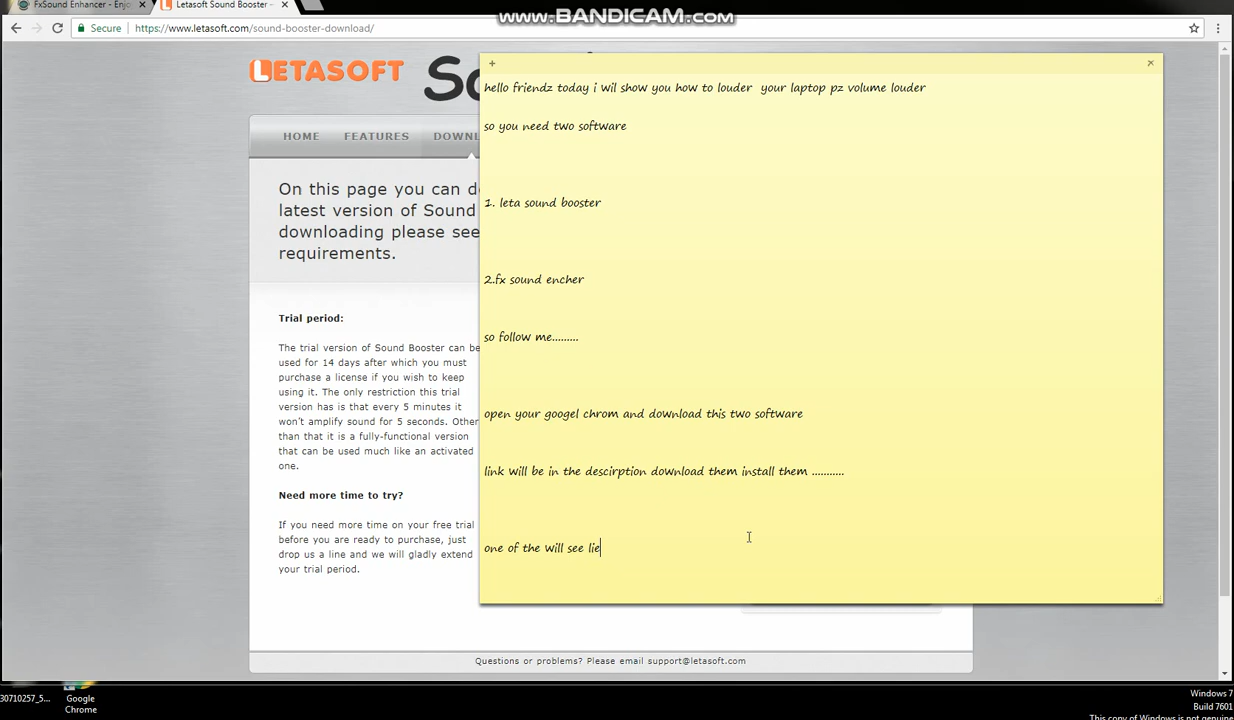 www.BANDICAM.com
FxSound Enhancer - Enjo
Letasoft Sound Booster -
Secure
https://www.letasoft.com/sound-booster-download/
LETASOFT
So
HOME
FEATURES
DOWNL
On this page you can do
latest version of Sound
downloading please see
requirements.
Trial period:
The trial version of Sound Booster can be
used for 14 days after which you must
purchase a license if you wish to keep
using it. The only restriction this trial
version has is that every 5 minutes it
won't amplify sound for 5 seconds. Other
than that it is a fully-functional version
that can be used much like an activated
one.
Need more time to try?
If you need more time on your free trial
before you are ready to purchase, just
drop us a line and we will gladly extend
your trial period.
hello friendz today i wil show you how to louder your laptop pz volume louder
so you need two software
1. leta sound booster
2.fx sound encher
so follow me.........
open your googel chrom and download this two software
link will be in the descirption download them install them ...........
one of the will see lie
Questions or problems? Please email support@letasoft.com
30710257_5...
Google
Chrome
Windows 7
Build 7601
This copy of Windows is not genuine